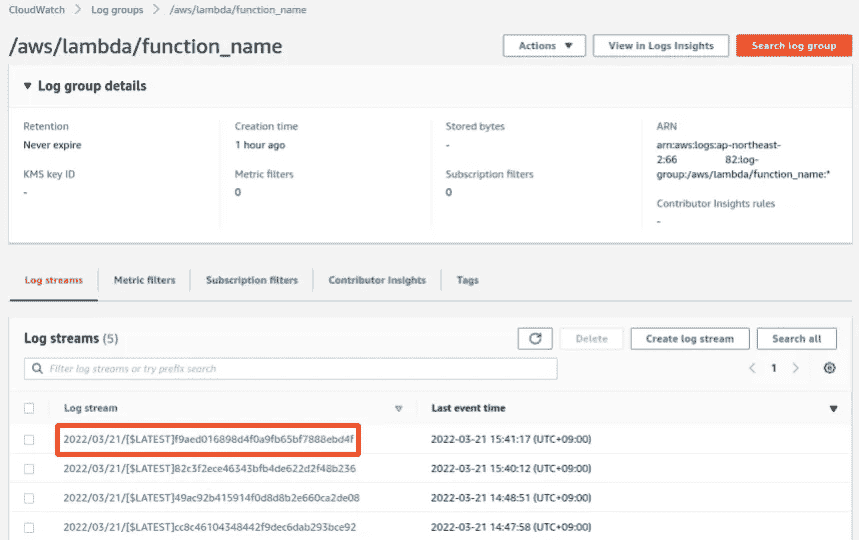 CloudWatch > Log groups > /aws/lambda/function_name
/aws/lambda/function_name
Actions ▼ View in Logs Insights Search log group
▼ Log group details
Retention Creation time Stored bytes ARN
Never expire 1 hour ago - arn:aws:logs:ap-northeast-
2:66 82:log-
group:/aws/lambda/function_name:*
KMS key ID Metric filters Subscription filters
- 0 0
Contributor Insights rules
-
Log streams Metric filters Subscription filters Contributor Insights Tags
Log streams (5) Delete Create log stream Search all
Filter log streams or try prefix search < 1 >
Log stream Last event time
2022/03/21/[$LATEST]f9aed016898d4f0a9fb65bf7888ebd4f 2022-03-21 15:41:17 (UTC+09:00)
2022/03/21/[$LATEST]82c3f2ece46343bfb4de622d2f48b236 2022-03-21 15:40:12 (UTC+09:00)
2022/03/21/[$LATEST]49ac92b415914f0d8d8b2e660ca2de08 2022-03-21 14:48:51 (UTC+09:00)
2022/03/21/[$LATEST]cc8c46104348442f9dec6dab293bce92 2022-03-21 14:47:58 (UTC+09:00)